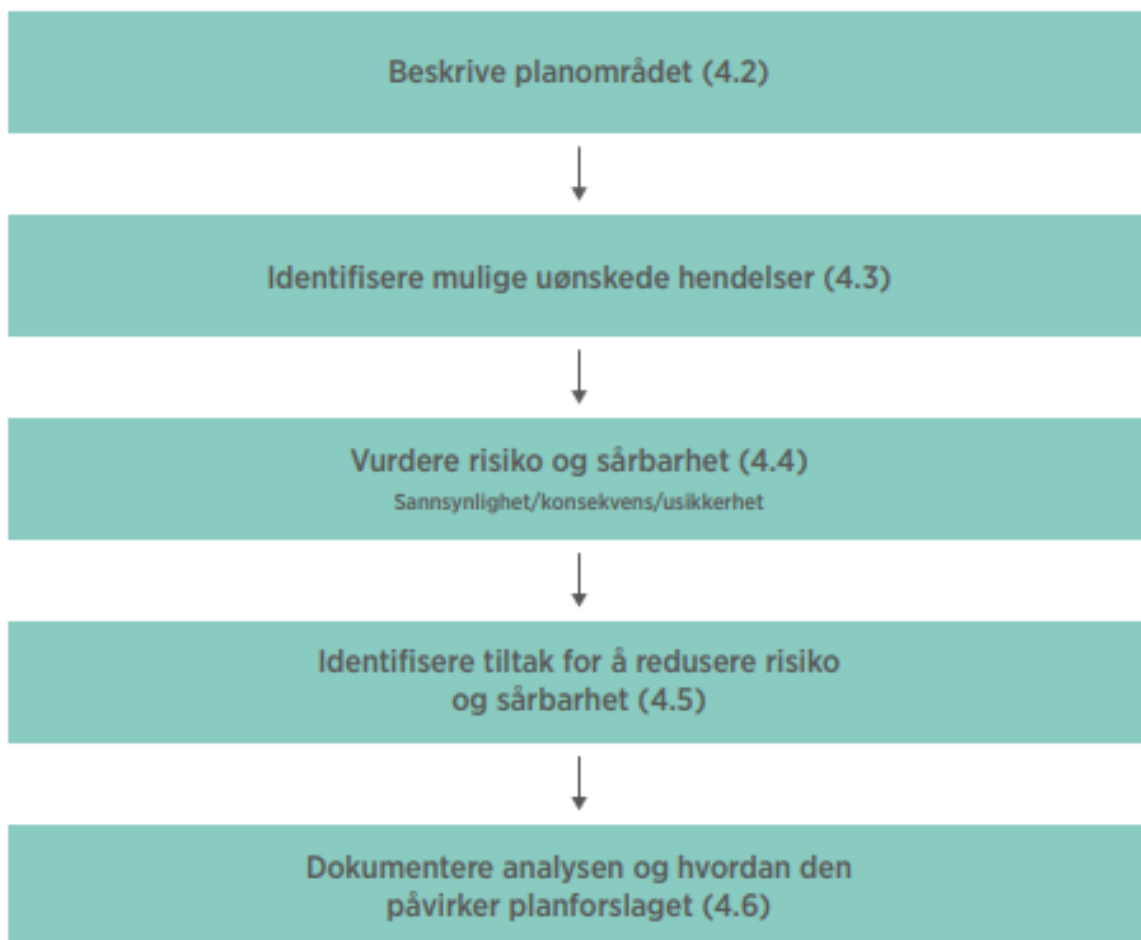 Beskrive planområdet (4.2)
Identifisere mulige uønskede hendelser (4.3)
Vurdere risiko og sårbarhet (4.4)
Sannsynlighet/konsekvens/usikkerhet
Identifisere tiltak for å redusere risiko
og sårbarhet (4.5)
Dokumentere analysen og hvordan den
påvirker planforslaget (4.6)